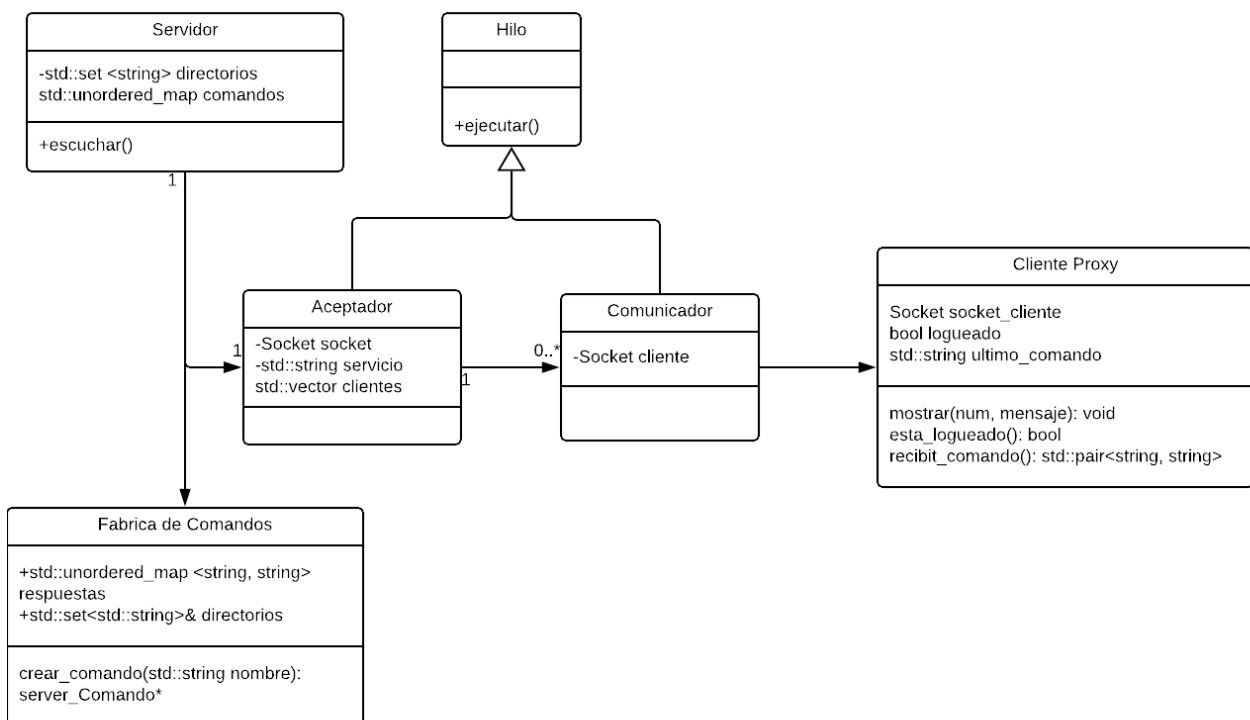 Servidor
-std::set <string> directorios
std::unordered_map comandos
+escuchar()
1
Hilo
+ejecutar()
Aceptador
-Socket socket
-std::string servicio
std::vector clientes
1
1
0..*
Comunicador
-Socket cliente
Cliente Proxy
Socket socket_cliente
bool logueado
std::string ultimo_comando
mostrar(num, mensaje): void
esta_logueado(): bool
recibit_comando(): std::pair<string, string>
Fabrica de Comandos
+std::unordered_map <string, string>
respuestas
+std::set<std::string>& directorios
crear_comando(std::string nombre):
server_Comando*